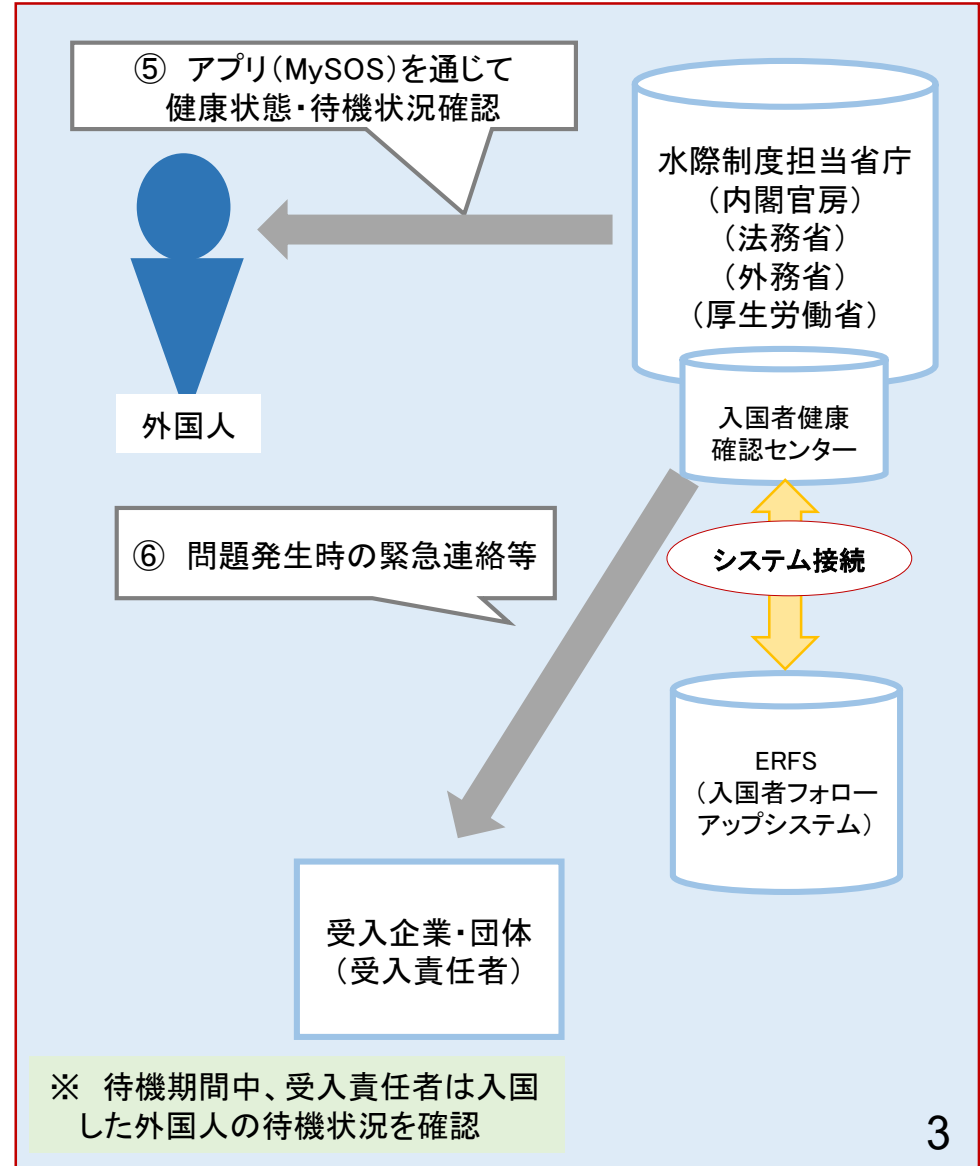 ⑤ アプリ(MySOS)を通じて
健康状態・待機状況確認
水際制度担当省庁
(内閣官房)
(法務省)
(外務省)
(厚生労働省)
入国者健康
確認センター
外国人
⑥ 問題発生時の緊急連絡等
システム接続
ERFS
(入国者フォロー
アップシステム)
受入企業・団体
(受入責任者)
※ 待機期間中、受入責任者は入国
した外国人の待機状況を確認
3